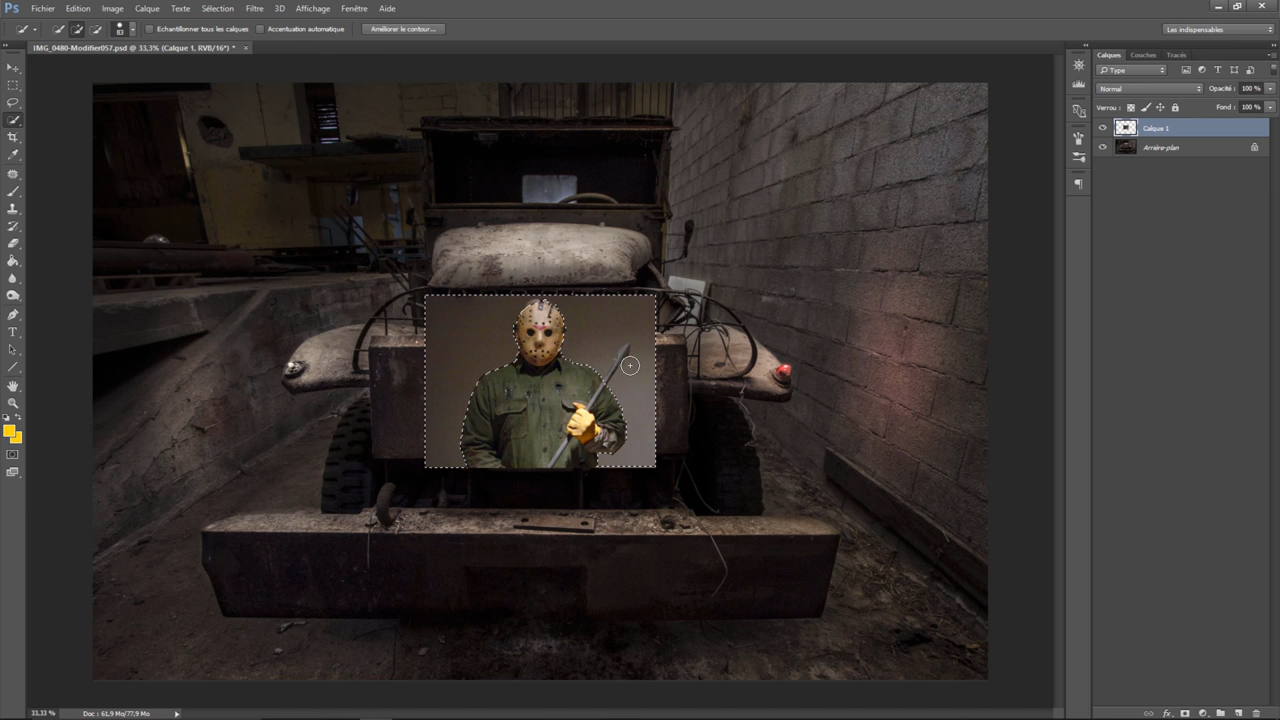 Ps Fichier Edition Image Calque Texte Sélection Filtre 3D Affichage Fenêtre Aide
83 Echantillonner tous les calques Accentuation automatique Améliorer le contour... Les indispensables
IMG_0480-Modifier057.psd @ 33,3% (Calque 1, RVB/16*) * ×
Calques Couches Tracés
Type
Normal Opacité : 100 %
Verrou : Fond : 100 %
Calque 1
Arrière-plan
33,33 % Doc : 61,9 Mo/77,9 Mo